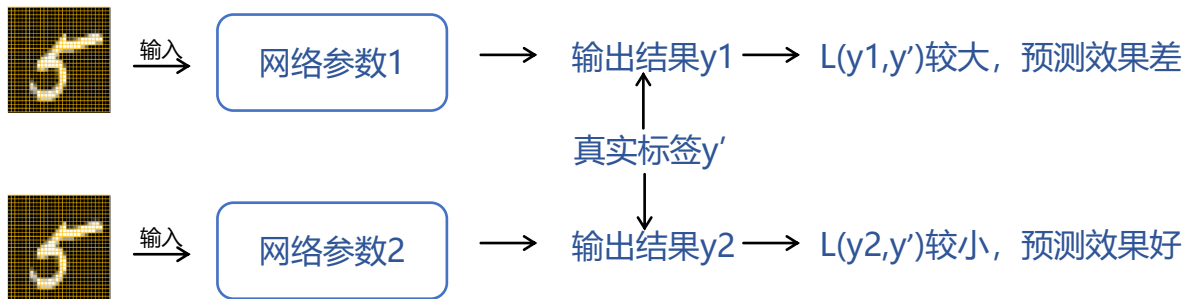 输入
网络参数1
输出结果y1
L(y1,y’)较大，预测效果差
真实标签y’
输入
网络参数2
输出结果y2
L(y2,y’)较小，预测效果好